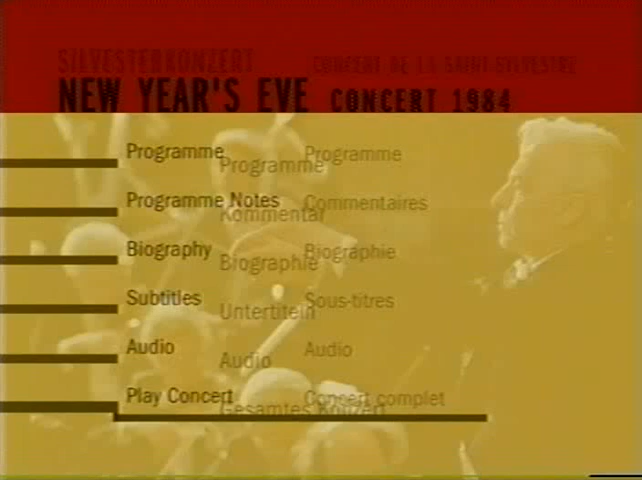 SILVESTERKONZERT CONCERT DE LA SAINT-SYLVESTRE
NEW YEAR'S EVE CONCERT 1984
Programme Programme Programme
Programme Notes Kommentar Commentaires
Biography Biographie Biographie
Subtitles Untertiteln Sous-titres
Audio Audio Audio
Play Concert Gesamtes Konzert Concert complet